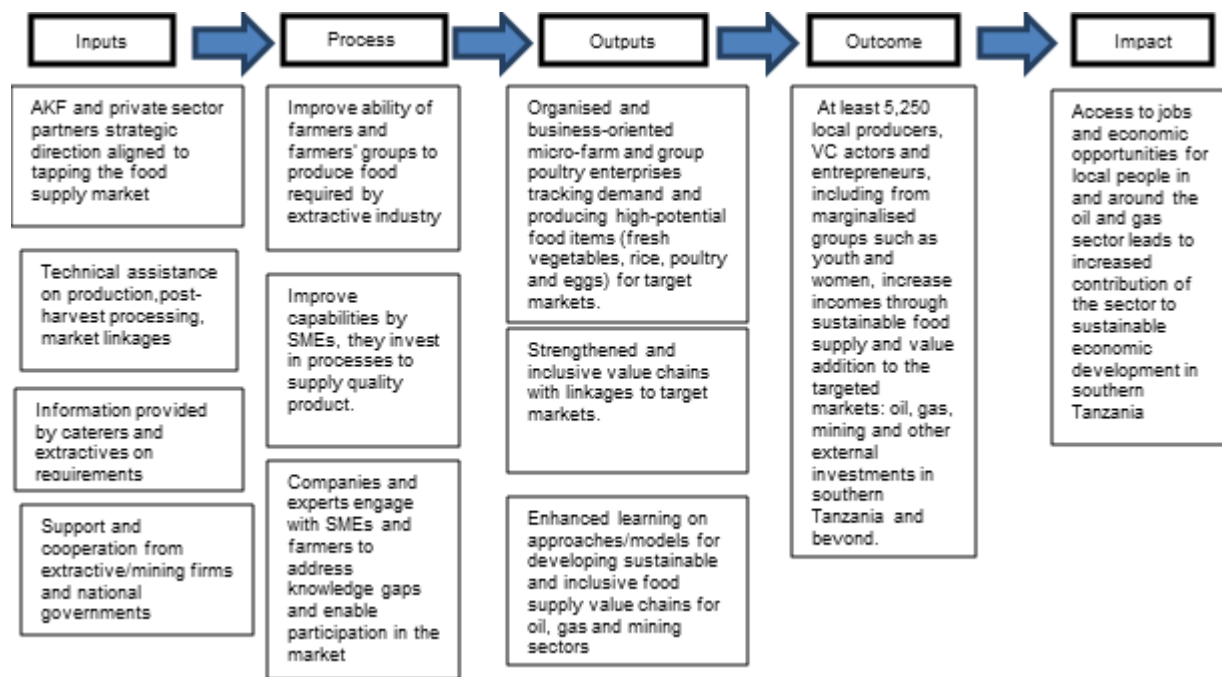 Inputs
Process
Outputs
Outcome
Impact
AKF and private sector
partners strategic
direction aligned to
tapping the food
supply market
Technical assistance
on production,post-
harvest processing,
market linkages
Information provided
by caterers and
extractives on
requirements
Support and
cooperation from
extractive/mining firms
and national
governments
Improve ability of
farmers and
farmers' groups to
produce food
required by
extractive industry
Improve
capabilities by
SMEs, they invest
in processes to
supply quality
product.
Companies and
experts engage
with SMEs and
farmers to
address
knowledge gaps
and enable
participation in the
market
Organised and
business-oriented
micro-farm and group
poultry enterprises
tracking demand and
producing high-potential
food items (fresh
vegetables, rice, poultry
and eggs) for target
markets.
Strengthened and
inclusive value chains
with linkages to target
markets.
Enhanced learning on
approaches/models for
developing sustainable
and inclusive food
supply value chains for
oil, gas and mining
sectors
At least 5,250
local producers,
VC actors and
entrepreneurs,
including from
marginalised
groups such as
youth and
women, increase
incomes through
sustainable food
supply and value
addition to the
targeted
markets: oil, gas,
mining and other
external
investments in
southern
Tanzania and
beyond.
Access to jobs
and economic
opportunities for
local people in
and around the
oil and gas
sector leads to
increased
contribution of
the sector to
sustainable
economic
development in
southern
Tanzania